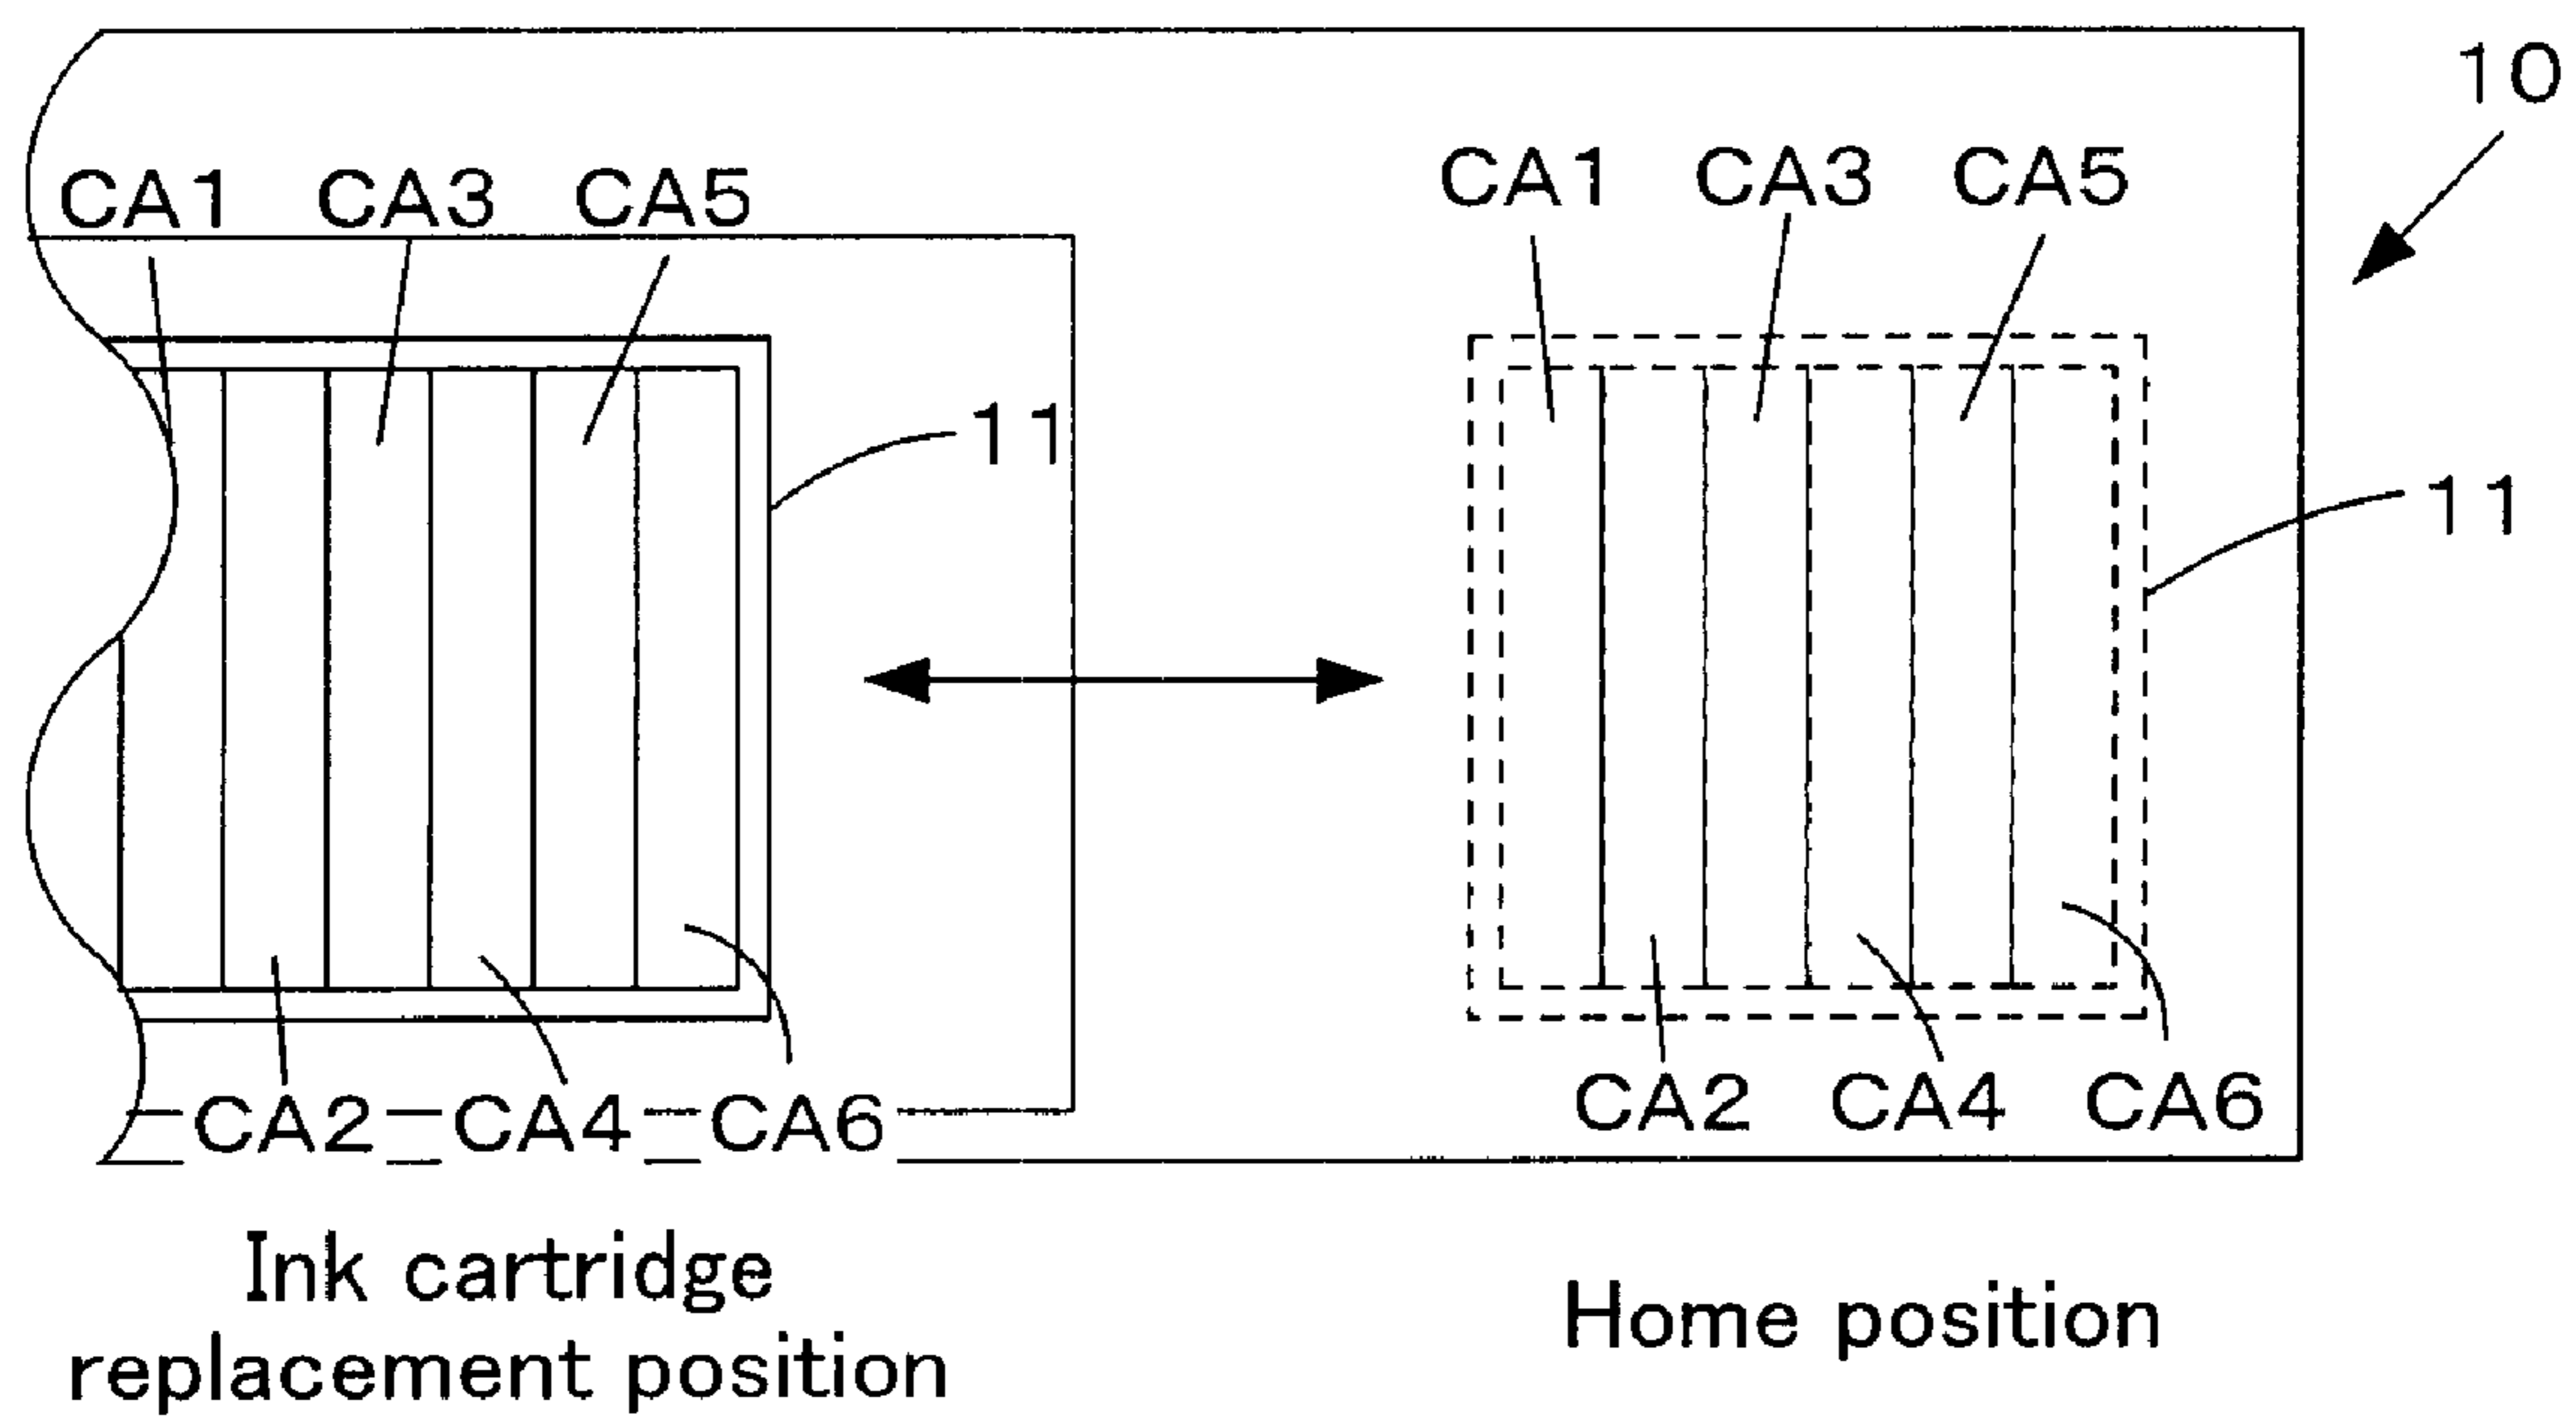 10
CA1 CA3 CA5
CA1 CA3 CA5
11
11
CA2 CA4 CA6
CA2 CA4 CA6
Ink cartridge
replacement position
Home position